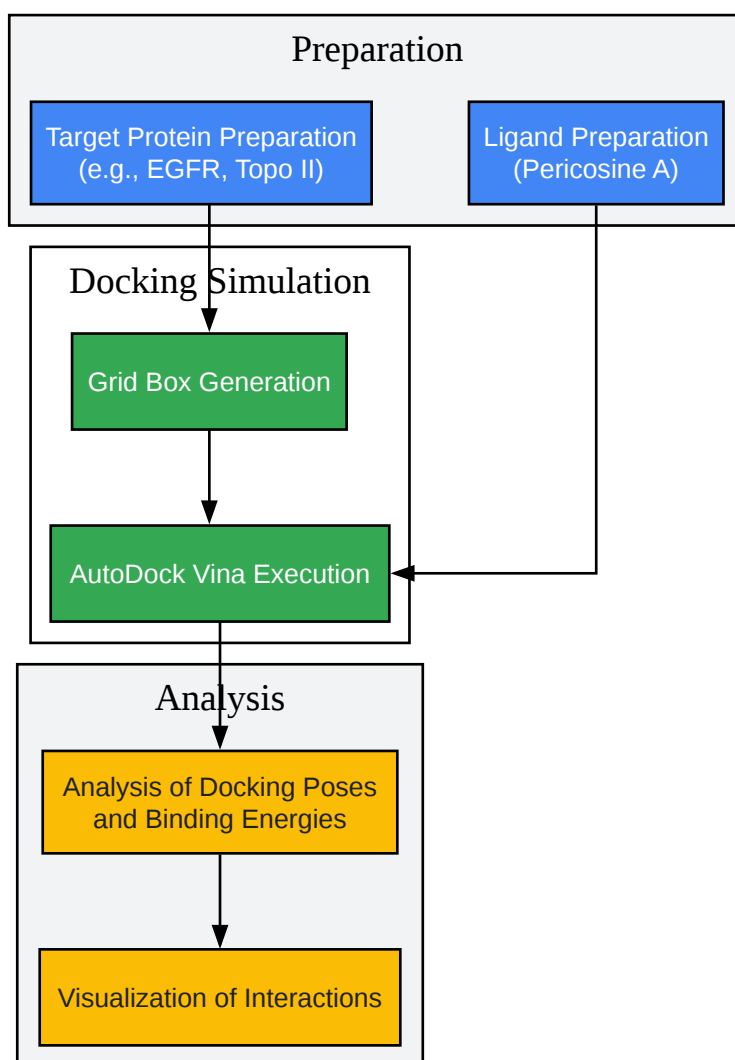 Preparation
Target Protein Preparation
(e.g., EGFR, Topo II)
Ligand Preparation
(Pericosine A)
Docking Simulation
Grid Box Generation
AutoDock Vina Execution
Analysis
Analysis of Docking Poses
and Binding Energies
Visualization of Interactions